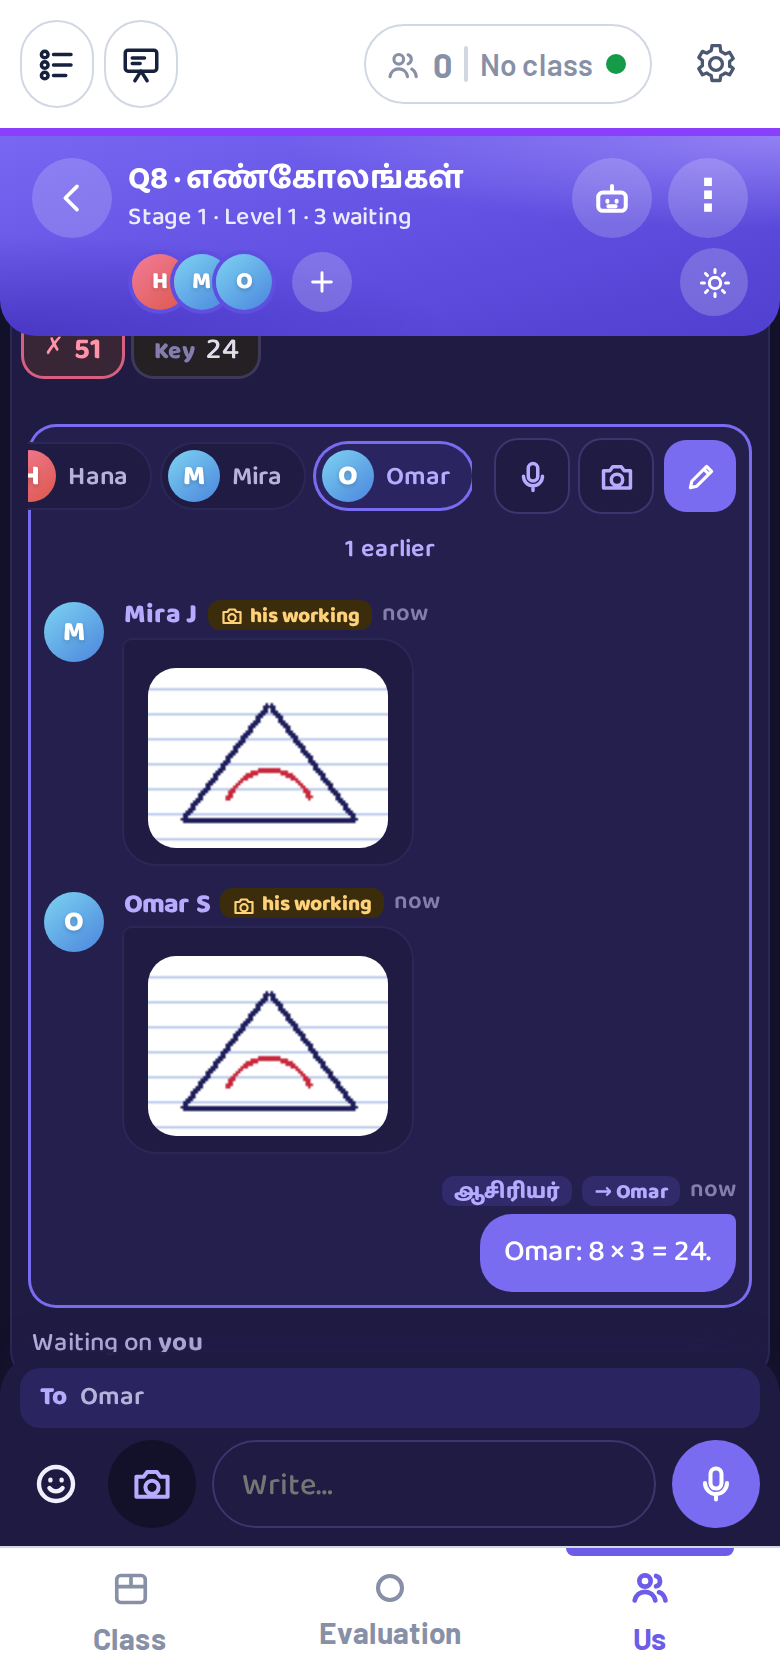 0 | No class
Q8 · எண்கோலங்கள்
Stage 1 · Level 1 · 3 waiting
H M O +
✗ 51 Key 24
H Hana M Mira O Omar
1 earlier
M Mira J his working now
O Omar S his working now
ஆசிரியர் → Omar now
Omar: 8 × 3 = 24.
Waiting on you
To Omar
Write...
Class Evaluation Us